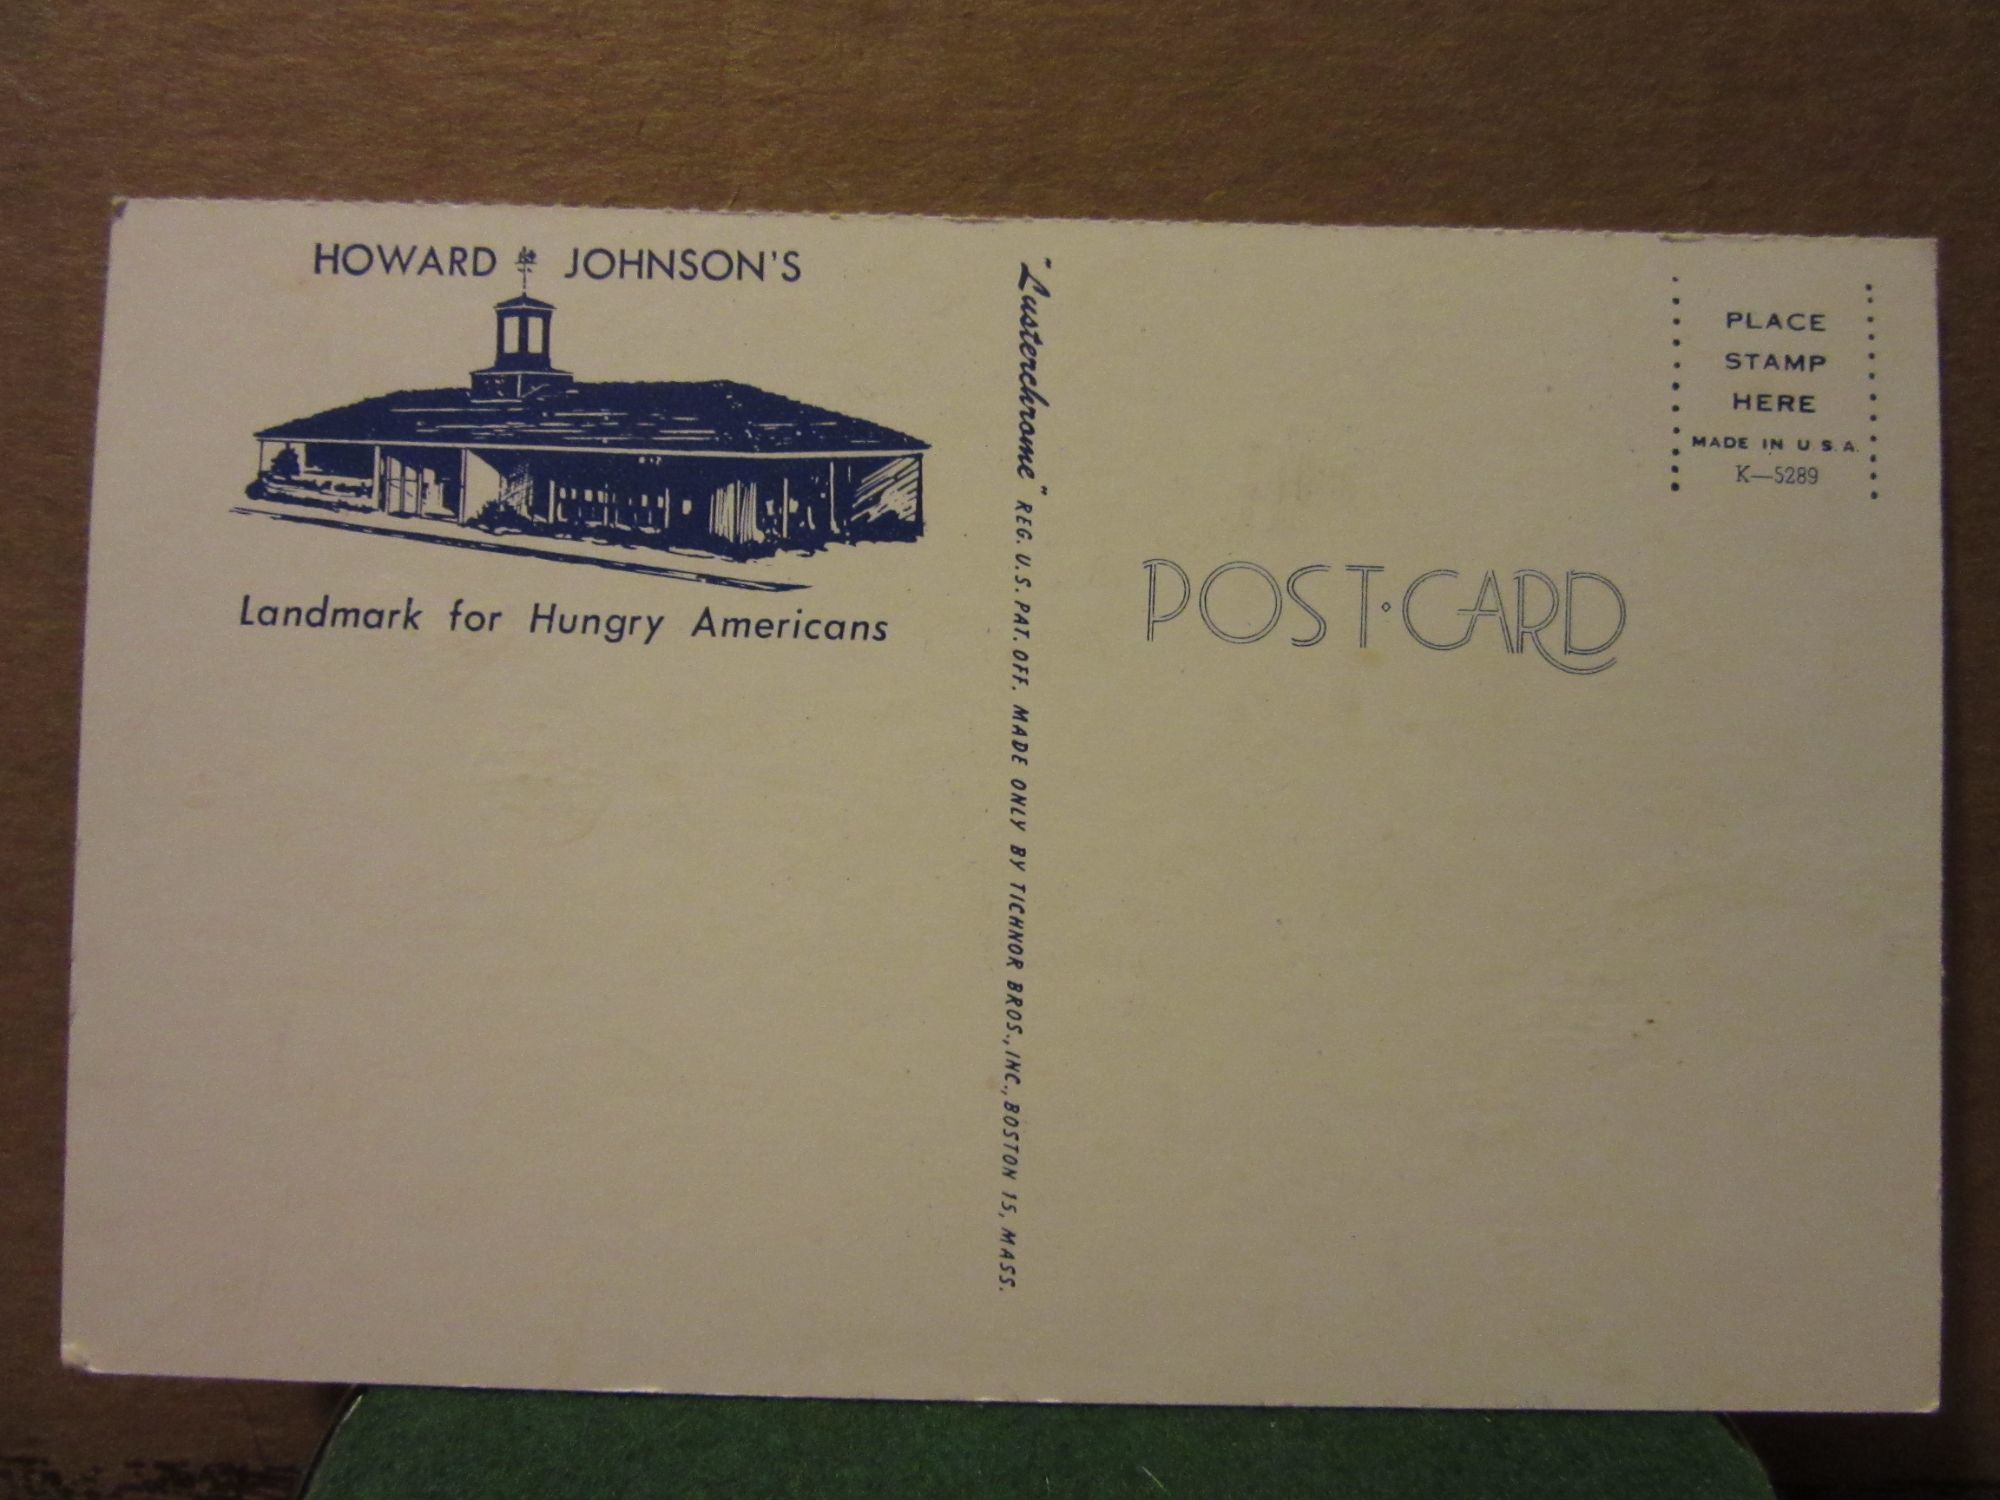 HOWARD JOHNSON'S
Landmark for Hungry Americans
"Lusterchrome" REG. U.S. PAT. OFF. MADE ONLY BY TICHNOR BROS., INC., BOSTON 15, MASS.
PLACE
STAMP
HERE
MADE IN U S. A.
K—5289
POST·CARD